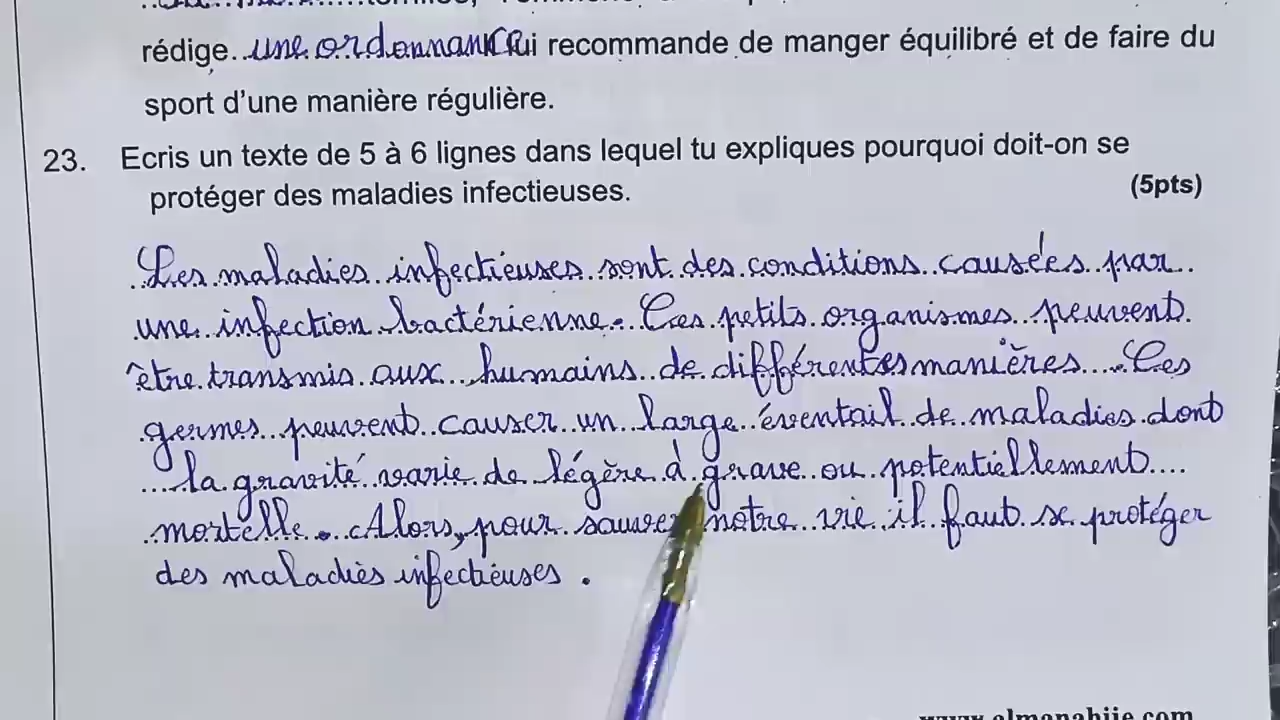 rédige..une ordonnance lui recommande de manger équilibré et de faire du
sport d'une manière régulière.
23. Ecris un texte de 5 à 6 lignes dans lequel tu expliques pourquoi doit-on se
protéger des maladies infectieuses. (5pts)
Les maladies infectieuses sont des conditions causées par
une infection bactérienne. Ces petits organismes peuvent
être transmis aux humains de différentes manières. Ces
germes peuvent causer un large éventail de maladies dont
la gravité varie de légère à grave ou potentiellement
mortelle. Alors, pour sauver notre vie il faut se protéger
des maladies infectieuses.
www.almanahjje.com